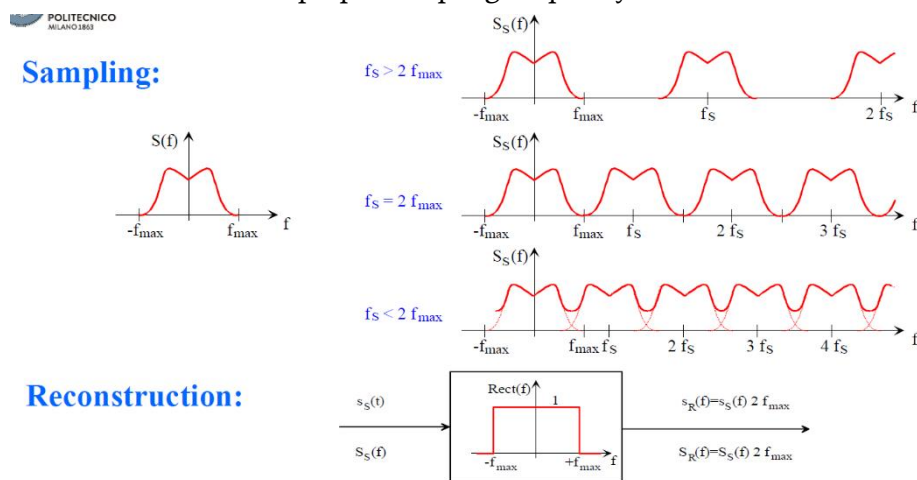 POLITECNICO
MILANO 1863
Sampling:
S(f)
-fmax
fmax
f
fS > 2 fmax
SS(f)
-fmax
fmax
fS
2 fS
f
fS = 2 fmax
SS(f)
-fmax
fmax
fS
2 fS
3 fS
f
fS < 2 fmax
SS(f)
-fmax
fmax
fS
2 fS
3 fS
4 fS
f
Reconstruction:
sS(t)
SS(f)
Rect(f)
1
-fmax
+fmax
f
sR(f)=sS(f) 2 fmax
SR(f)=SS(f) 2 fmax